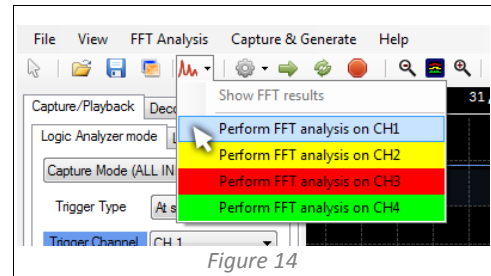 File View FFT Analysis Capture & Generate Help
Show FFT results
31
Capture/Playback
Perform FFT analysis on CH1
Logic Analyzer mode
Perform FFT analysis on CH2
Capture Mode (ALL IN
Perform FFT analysis on CH3
Trigger Type At s
Perform FFT analysis on CH4
Trigger Channel CH 1
Figure 14